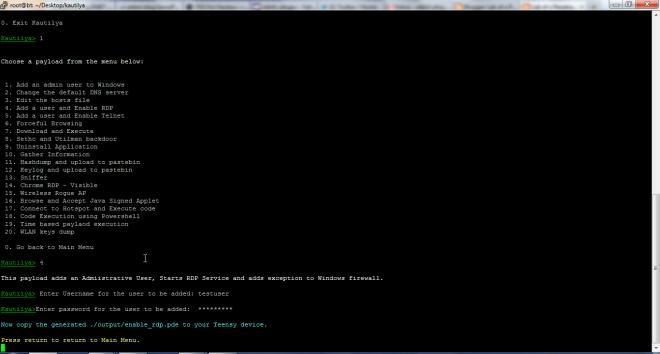 root@bt: ~/Desktop/kautilya
0. Exit Kautilya
Kautilya> 1
Choose a payload from the menu below:
1. Add an admin user to Windows
2. Change the default DNS server
3. Edit the hosts file
4. Add a user and Enable RDP
5. Add a user and Enable Telnet
6. Forceful Browsing
7. Download and Execute
8. Sethc and Utilman backdoor
9. Uninstall Application
10. Gather Information
11. Hashdump and upload to pastebin
12. Keylog and upload to pastebin
13. Sniffer
14. Chrome RDP - Visible
15. Wireless Rogue AP
16. Browse and Accept Java Signed Applet
17. Connect to Hotspot and Execute code
18. Code Execution using Powershell
19. Time based paylaod execution
20. WLAN keys dump
0. Go back to Main Menu
Kautilya> 4
This payload adds an Admiistrative User, Starts RDP Service and adds exception to Windows firewall.
Kautilya> Enter Username for the user to be added: testuser
Kautilya>Enter password for the user to be added: *********
Now copy the generated ./output/enable_rdp.pde to your Teensy device.
Press return to return to Main Menu.